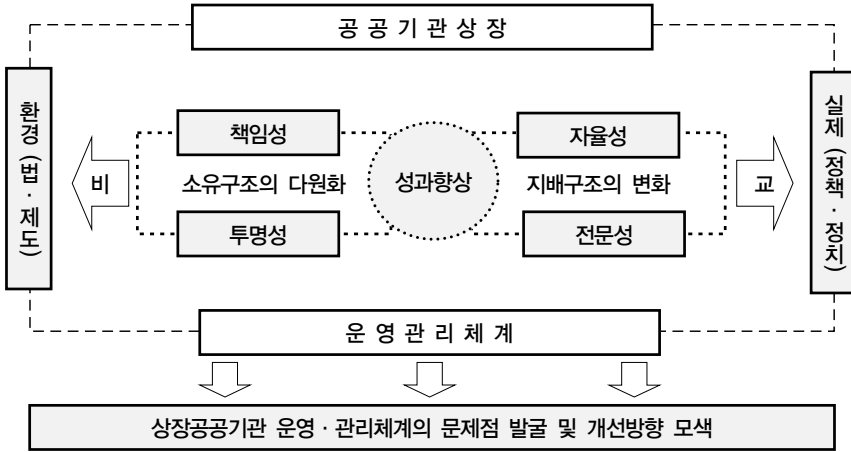 공 공 기 관 상 장
환경 (법 · 제도)
실제 (정책 · 정치)
책임성
자율성
비
소유구조의 다원화
성과향상
지배구조의 변화
교
투명성
전문성
운 영 관 리 체 계
상장공공기관 운영 · 관리체계의 문제점 발굴 및 개선방향 모색